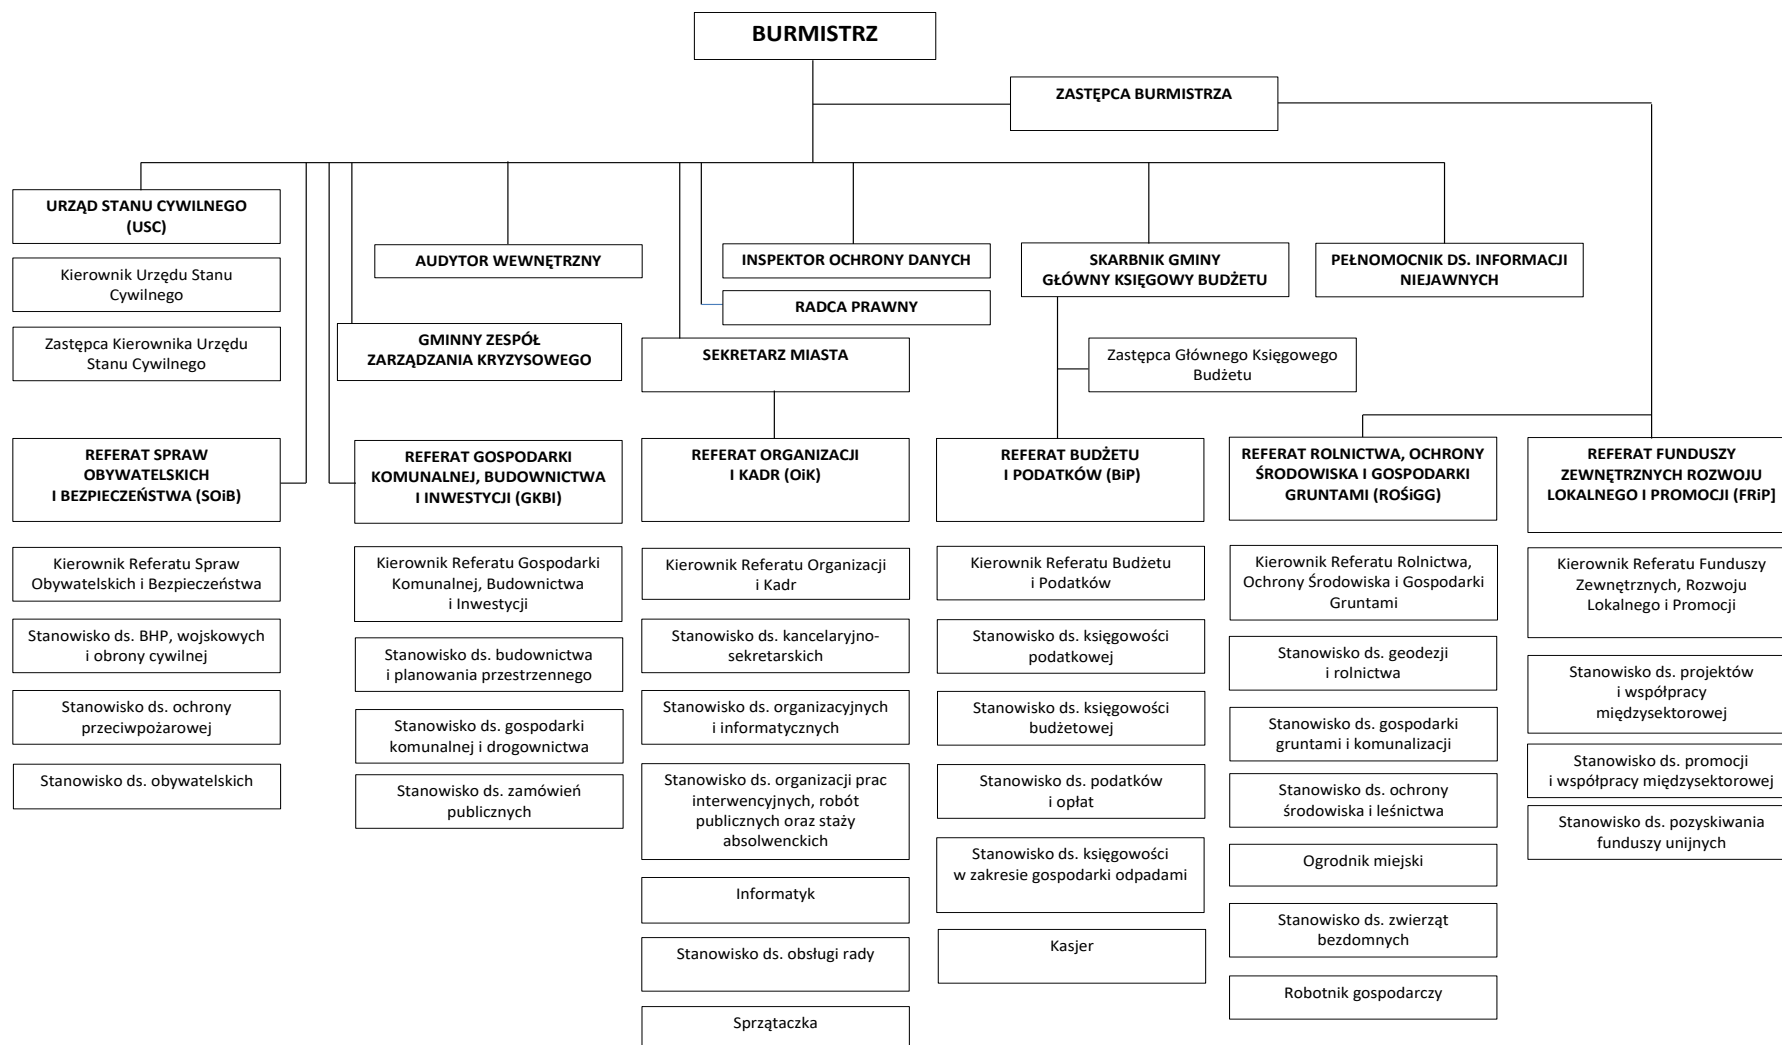 BURMISTRZ
ZASTĘPCA BURMISTRZA
URZĄD STANU CYWILNEGO
(USC)
Kierownik Urzędu Stanu
Cywilnego
Zastępca Kierownika Urzędu
Stanu Cywilnego
AUDYTOR WEWNĘTRZNY
GMINNY ZESPÓŁ
ZARZĄDZANIA KRYZYSOWEGO
INSPEKTOR OCHRONY DANYCH
RADCA PRAWNY
SEKRETARZ MIASTA
SKARBNIK GMINY
GŁÓWNY KSIĘGOWY BUDŻETU
Zastępca Głównego Księgowego
Budżetu
PEŁNOMOCNIK DS. INFORMACJI
NIEJAWNYCH
REFERAT SPRAW
OBYWATELSKICH
I BEZPIECZEŃSTWA (SOiB)
Kierownik Referatu Spraw
Obywatelskich i Bezpieczeństwa
Stanowisko ds. BHP, wojskowych
i obrony cywilnej
Stanowisko ds. ochrony
przeciwpożarowej
Stanowisko ds. obywatelskich
REFERAT GOSPODARKI
KOMUNALNEJ, BUDOWNICTWA
I INWESTYCJI (GKBI)
Kierownik Referatu Gospodarki
Komunalnej, Budownictwa
i Inwestycji
Stanowisko ds. budownictwa
i planowania przestrzennego
Stanowisko ds. gospodarki
komunalnej i drogownictwa
Stanowisko ds. zamówień
publicznych
REFERAT ORGANIZACJI
I KADR (OiK)
Kierownik Referatu Organizacji
i Kadr
Stanowisko ds. kancelaryjno-
sekretarskich
Stanowisko ds. organizacyjnych
i informatycznych
Stanowisko ds. organizacji prac
interwencyjnych, robót
publicznych oraz staży
absolwenckich
Informatyk
Stanowisko ds. obsługi rady
Sprzątaczka
REFERAT BUDŻETU
I PODATKÓW (BiP)
Kierownik Referatu Budżetu
i Podatków
Stanowisko ds. księgowości
podatkowej
Stanowisko ds. księgowości
budżetowej
Stanowisko ds. podatków
i opłat
Stanowisko ds. księgowości
w zakresie gospodarki odpadami
Kasjer
REFERAT ROLNICTWA, OCHRONY
ŚRODOWISKA I GOSPODARKI
GRUNTAMI (ROŚiGG)
Kierownik Referatu Rolnictwa,
Ochrony Środowiska i Gospodarki
Gruntami
Stanowisko ds. geodezji
i rolnictwa
Stanowisko ds. gospodarki
gruntami i komunalizacji
Stanowisko ds. ochrony
środowiska i leśnictwa
Ogrodnik miejski
Stanowisko ds. zwierząt
bezdomnych
Robotnik gospodarczy
REFERAT FUNDUSZY
ZEWNĘTRZNYCH ROZWOJU
LOKALNEGO I PROMOCJI (FRiP]
Kierownik Referatu Funduszy
Zewnętrznych, Rozwoju
Lokalnego i Promocji
Stanowisko ds. projektów
i współpracy
międzysektorowej
Stanowisko ds. promocji
i współpracy międzysektorowej
Stanowisko ds. pozyskiwania
funduszy unijnych